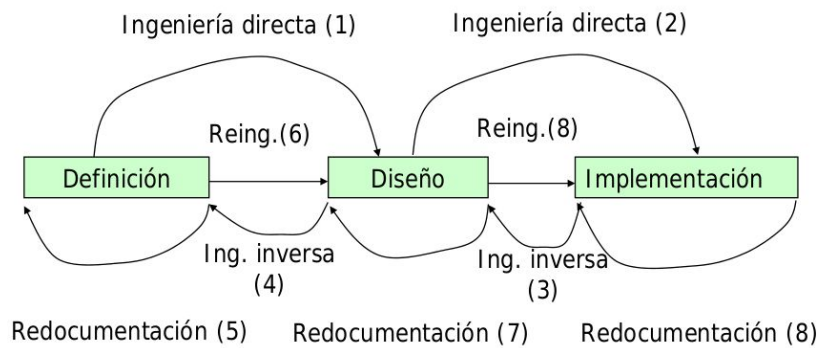 Ingeniería directa (1)
Ingeniería directa (2)
Reing.(6)
Reing.(8)
Definición
Diseño
Implementación
Ing. inversa
(4)
Ing. inversa
(3)
Redocumentación (5)
Redocumentación (7)
Redocumentación (8)